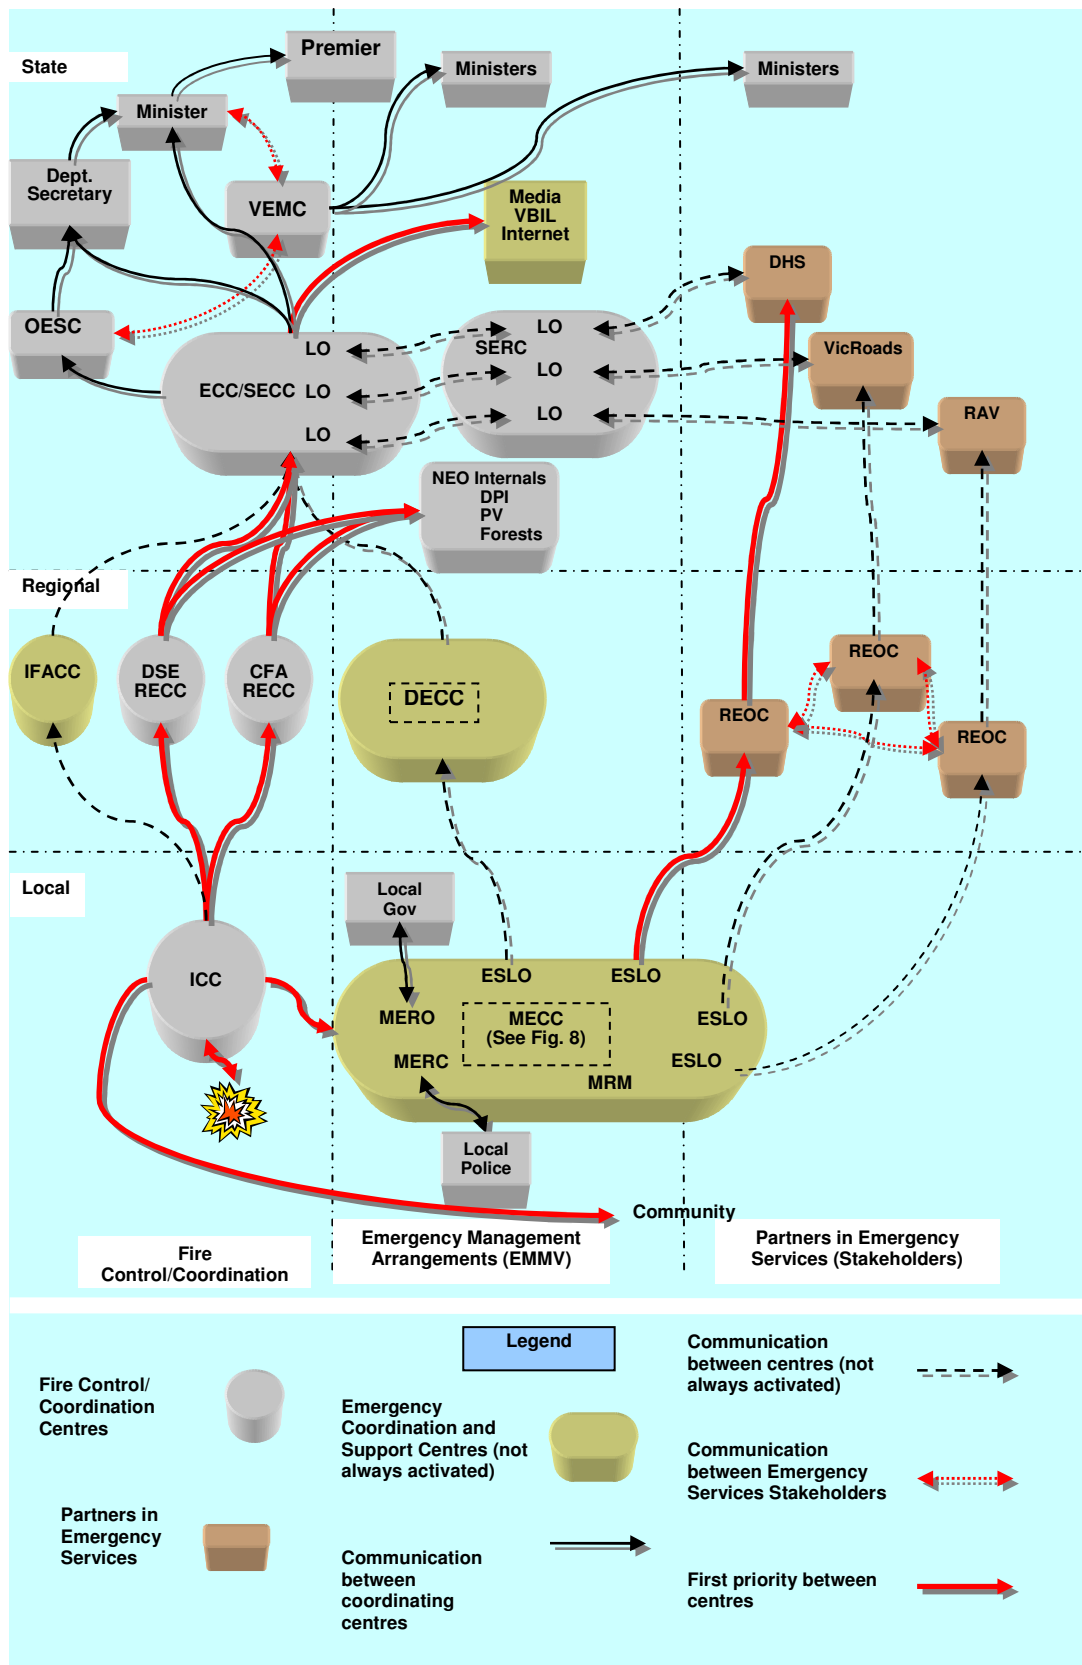 State
Premier
Ministers
Ministers
Minister
Dept.
Secretary
VEMC
Media
VBIL
Internet
DHS
OESC
LO
LO
SERC
VicRoads
ECC/SECC
LO
LO
LO
LO
RAV
NEO Internals
DPI
PV
Forests
Regional
IFACC
DSE
RECC
CFA
RECC
DECC
REOC
REOC
REOC
Local
Local
Gov
ICC
ESLO
ESLO
MERO
MECC
(See Fig. 8)
ESLO
MERC
ESLO
MRM
Local
Police
Community
Fire
Control/Coordination
Emergency Management
Arrangements (EMMV)
Partners in Emergency
Services (Stakeholders)
Legend
Fire Control/
Coordination
Centres
Emergency
Coordination and
Support Centres (not
always activated)
Communication
between centres (not
always activated)
Communication
between Emergency
Services Stakeholders
Partners in
Emergency
Services
Communication
between
coordinating
centres
First priority between
centres